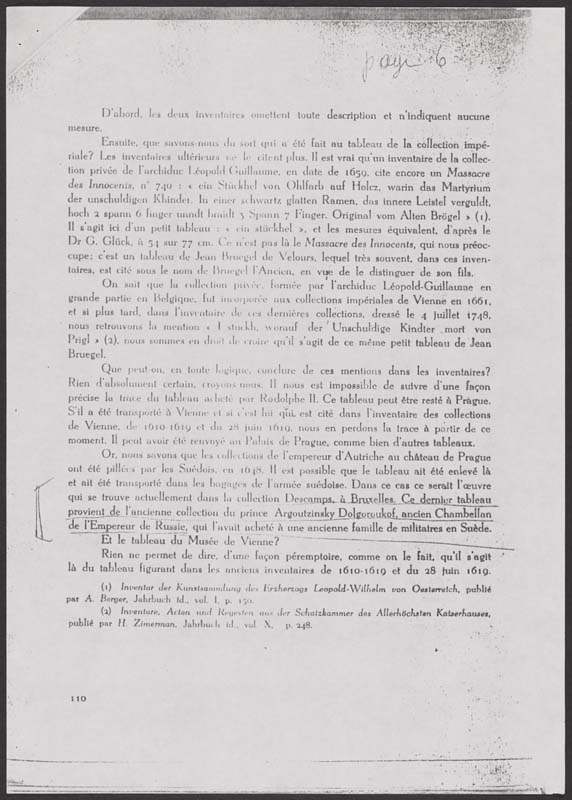 page 6
D'abord, les deux inventaires omettent toute description et n'indiquent aucune
mesure.
Ensuite, que savons-nous du sort qui a été fait au tableau de la collection impé-
riale? Les inventaires ultérieurs ne le citent plus. Il est vrai qu'un inventaire de la collec-
tion privée de l'archiduc Léopold Guillaume, en date de 1659, cite encore un Massacre
des Innocents, n° 740 : « ein Stückhel von Ohlfarb auf Holcz, warin das Martyrium
der unschuldigen Khinder. In einer schwartz glatten Ramen, das innere Leistel verguldt,
hoch 2 spann 6 finger unndt braidt 3 Spann 7 Finger. Original vom Alten Brögel » (1).
Il s'agit ici d'un petit tableau : « ein stückhel », et les mesures équivalent, d'après le
Dr G. Glück, à 54 sur 77 cm. Ce n'est pas là le Massacre des Innocents, qui nous préoc-
cupe; c'est un tableau de Jean Bruegel de Velours, lequel très souvent, dans ces inven-
taires, est cité sous le nom de Bruegel l'Ancien, en vue de le distinguer de son fils.
On sait que la collection privée, formée par l'archiduc Léopold-Guillaume en
grande partie en Belgique, fut incorporée aux collections impériales de Vienne en 1661,
et si plus tard, dans l'inventaire de ces dernières collections, dressé le 4 juillet 1748,
nous retrouvons la mention « 1 stuckh, worauf der Unschuldige Kindter mort von
Prigl » (2), nous sommes en droit de croire qu'il s'agit de ce même petit tableau de Jean
Bruegel.
Que peut-on, en toute logique, conclure de ces mentions dans les inventaires?
Rien d'absolument certain, croyons-nous. Il nous est impossible de suivre d'une façon
précise la trace du tableau acheté par Rodolphe II. Ce tableau peut être resté à Prague.
S'il a été transporté à Vienne et si c'est lui qui est cité dans l'inventaire des collections
de Vienne, de 1610-1619 et du 28 juin 1619, nous en perdons la trace à partir de ce
moment. Il peut avoir été renvoyé au Palais de Prague, comme bien d'autres tableaux.
Or, nous savons que les collections de l'empereur d'Autriche au château de Prague
ont été pillées par les Suédois, en 1648. Il est possible que le tableau ait été enlevé là
et ait été transporté dans les bagages de l'armée suédoise. Dans ce cas ce serait l'œuvre
qui se trouve actuellement dans la collection Descamps, à Bruxelles. Ce dernier tableau
provient de l'ancienne collection du prince Argoutzinsky Dolgoroukof, ancien Chambellan
de l'Empereur de Russie, qui l'avait acheté à une ancienne famille de militaires en Suède.
Et le tableau du Musée de Vienne?
Rien ne permet de dire, d'une façon péremptoire, comme on le fait, qu'il s'agit
là du tableau figurant dans les anciens inventaires de 1610-1619 et du 28 juin 1619.
(1) Inventar der Kunstsammlung des Erzherzogs Leopold-Wilhelm von Oesterreich, publié
par A. Berger, Jahrbuch id., vol. I, p.
(2) Inventare, Acten und Regesten aus der Schatzkammer des Allerhöchsten Kaiserhauses,
publié par H. Zimerman, Jahrbuch id., vol X, p. 248.
110